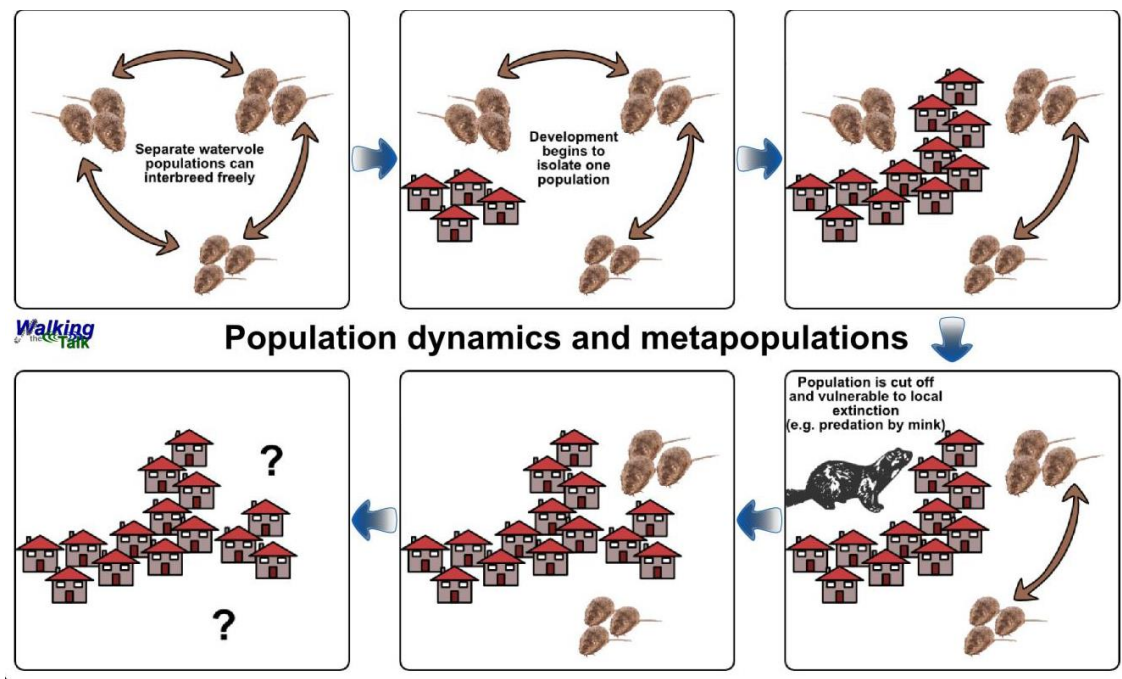 Separate watervole
populations can
interbreed freely
Development
begins to
isolate one
population
Walking
the Talk
Population dynamics and metapopulations
?
?
Population is cut off
and vulnerable to local
extinction
(e.g. predation by mink)